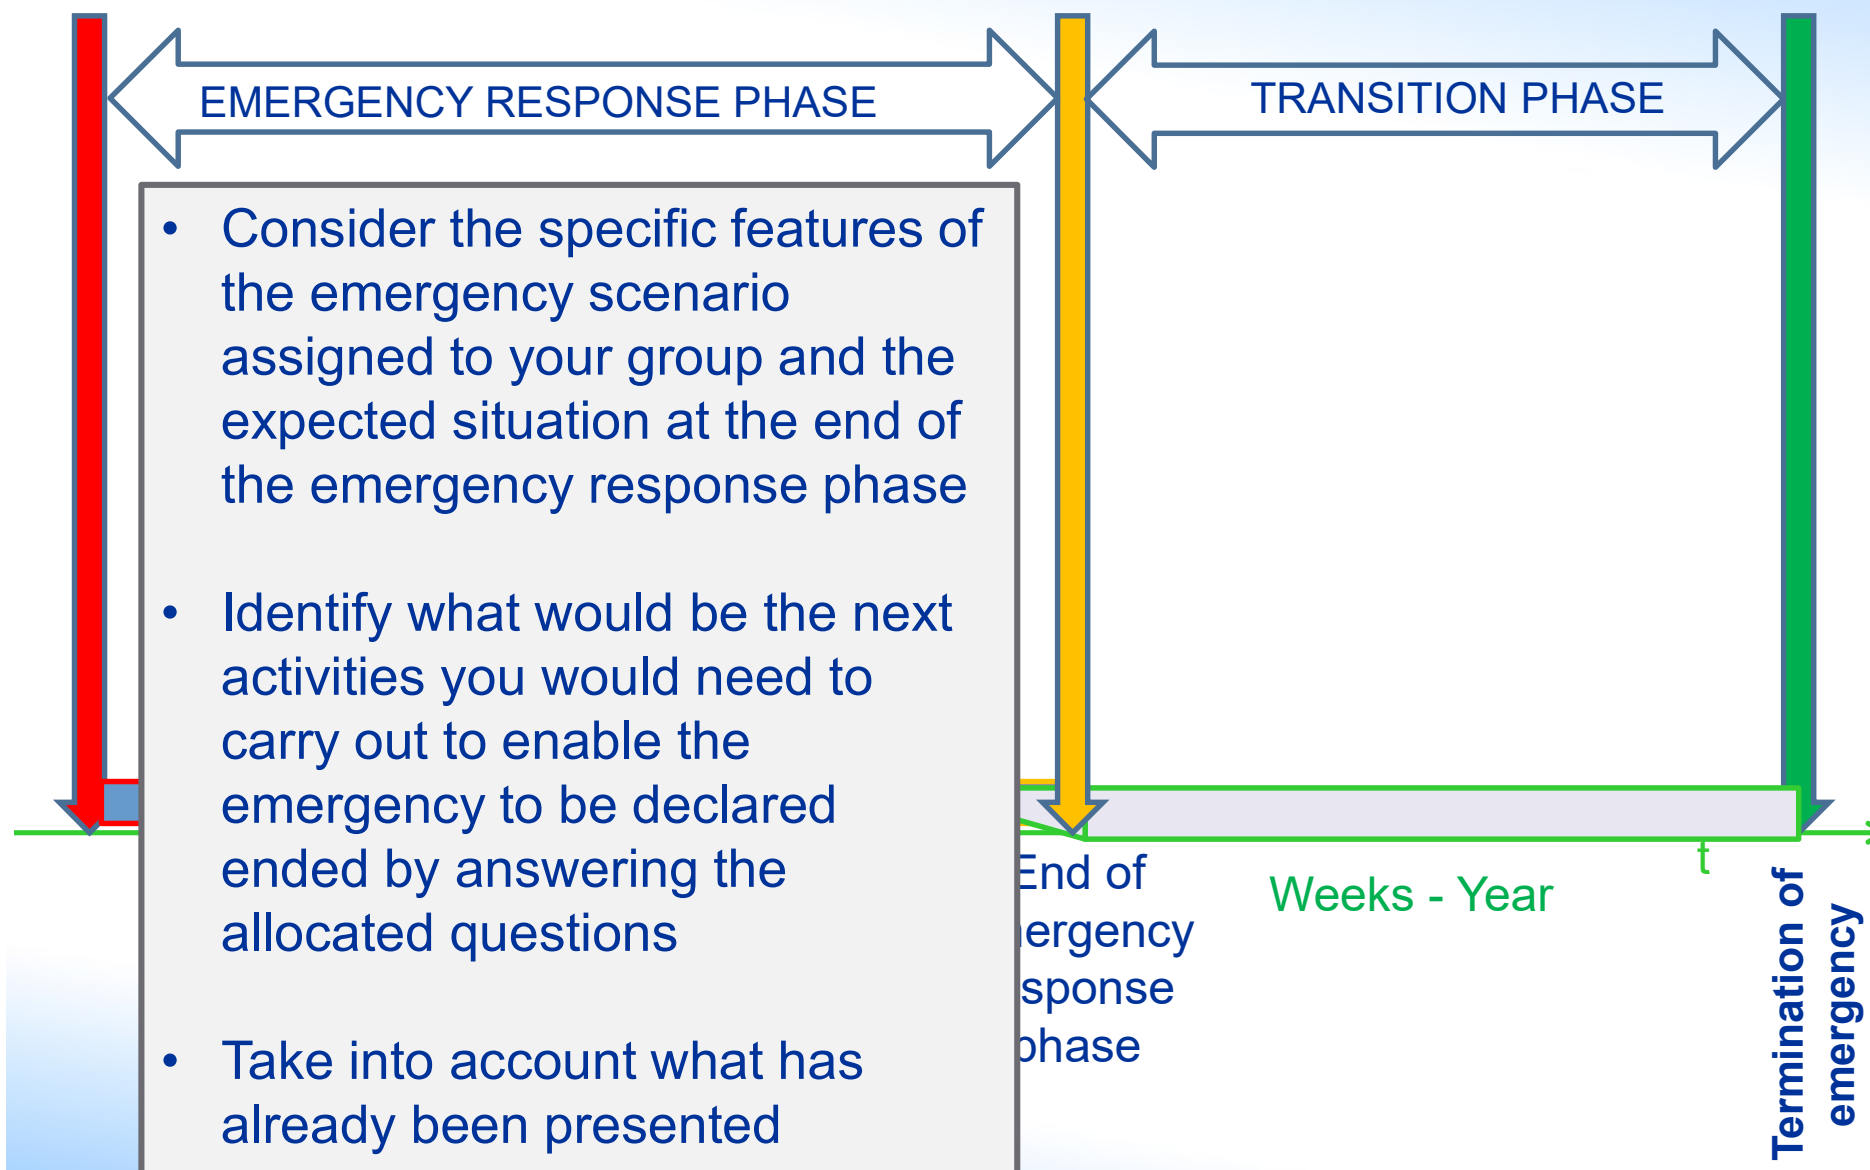 EMERGENCY RESPONSE PHASE
TRANSITION PHASE
• Consider the specific features of
the emergency scenario
assigned to your group and the
expected situation at the end of
the emergency response phase
• Identify what would be the next
activities you would need to
carry out to enable the
emergency to be declared
ended by answering the
allocated questions
• Take into account what has
already been presented
End of
ergency
sponse
phase
Weeks - Year
t
Termination of
emergency